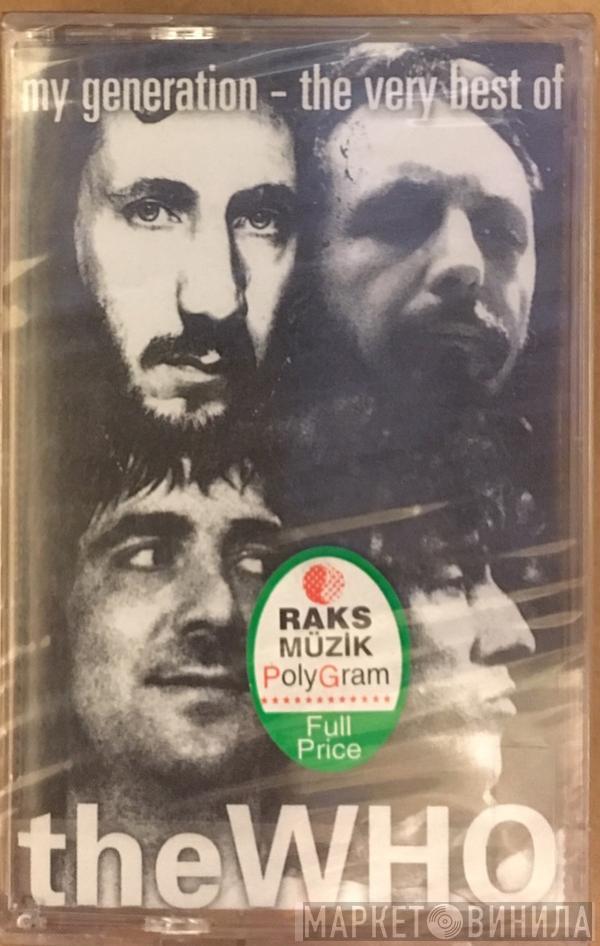 my generation - the very best of
RAKS
MÜZİK
PolyGram
Full
Price
theWHO
МАРКЕТ ВИНИЛА